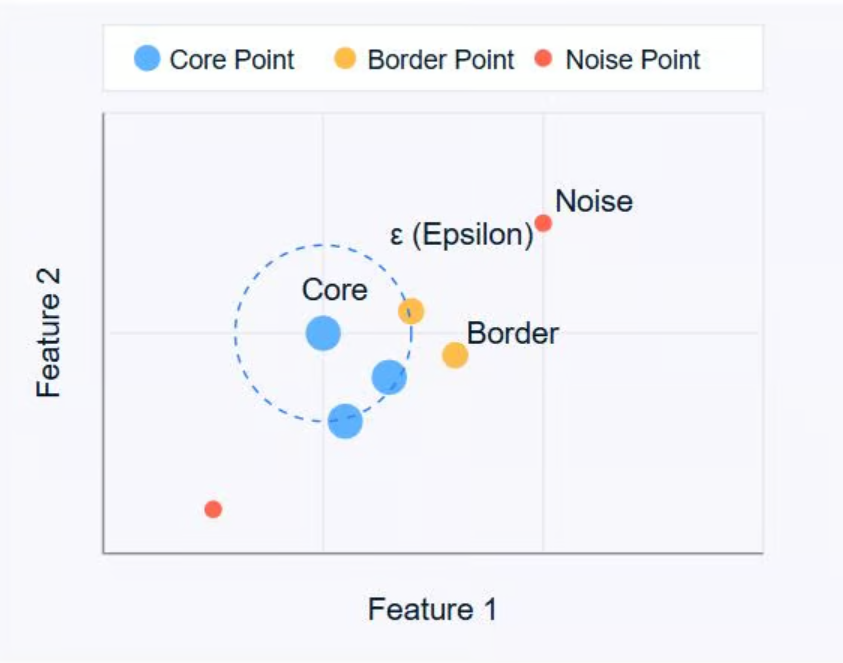 Core Point Border Point Noise Point
Noise
ε (Epsilon)
Core
Border
Feature 2
Feature 1